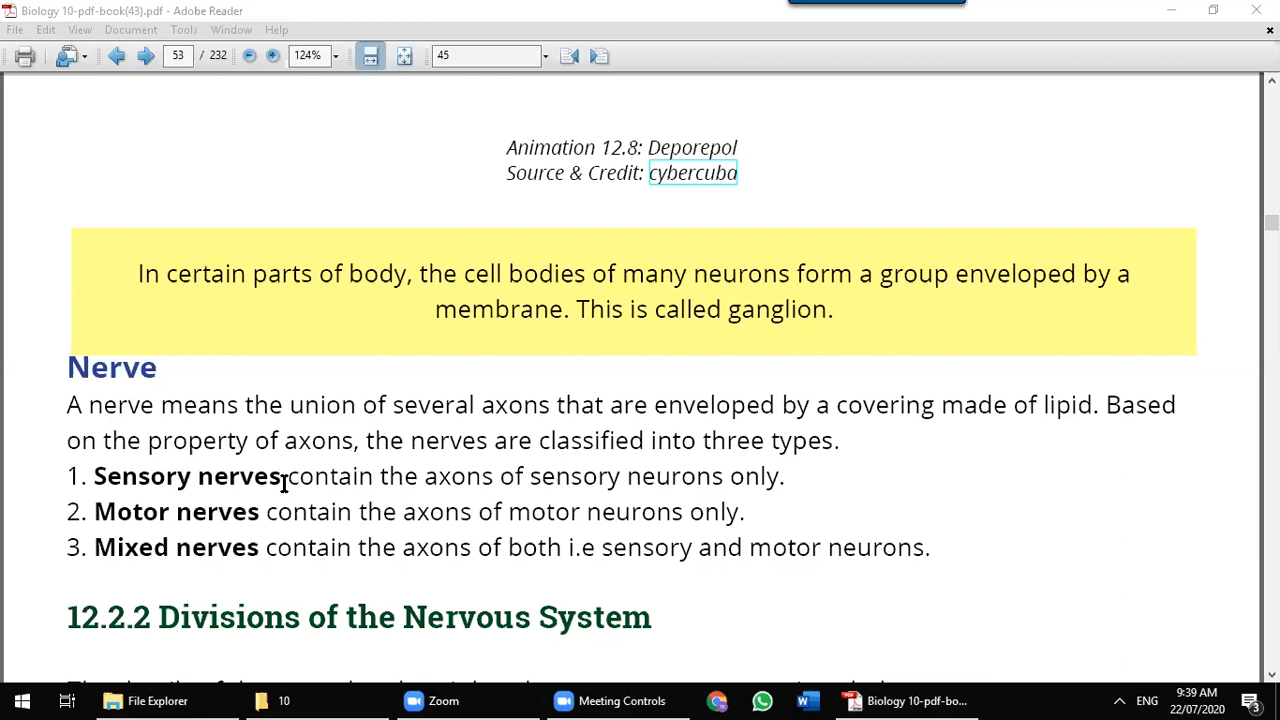 Biology 10-pdf-book(43).pdf - Adobe Reader
File Edit View Document Tools Window Help
53 / 232 124% 45
Animation 12.8: Deporepol
Source & Credit: cybercuba
In certain parts of body, the cell bodies of many neurons form a group enveloped by a
membrane. This is called ganglion.
Nerve
A nerve means the union of several axons that are enveloped by a covering made of lipid. Based
on the property of axons, the nerves are classified into three types.
1. Sensory nerves contain the axons of sensory neurons only.
2. Motor nerves contain the axons of motor neurons only.
3. Mixed nerves contain the axons of both i.e sensory and motor neurons.
12.2.2 Divisions of the Nervous System
File Explorer 10 Zoom Meeting Controls Biology 10-pdf-bo... ENG 9:39 AM
22/07/2020 3